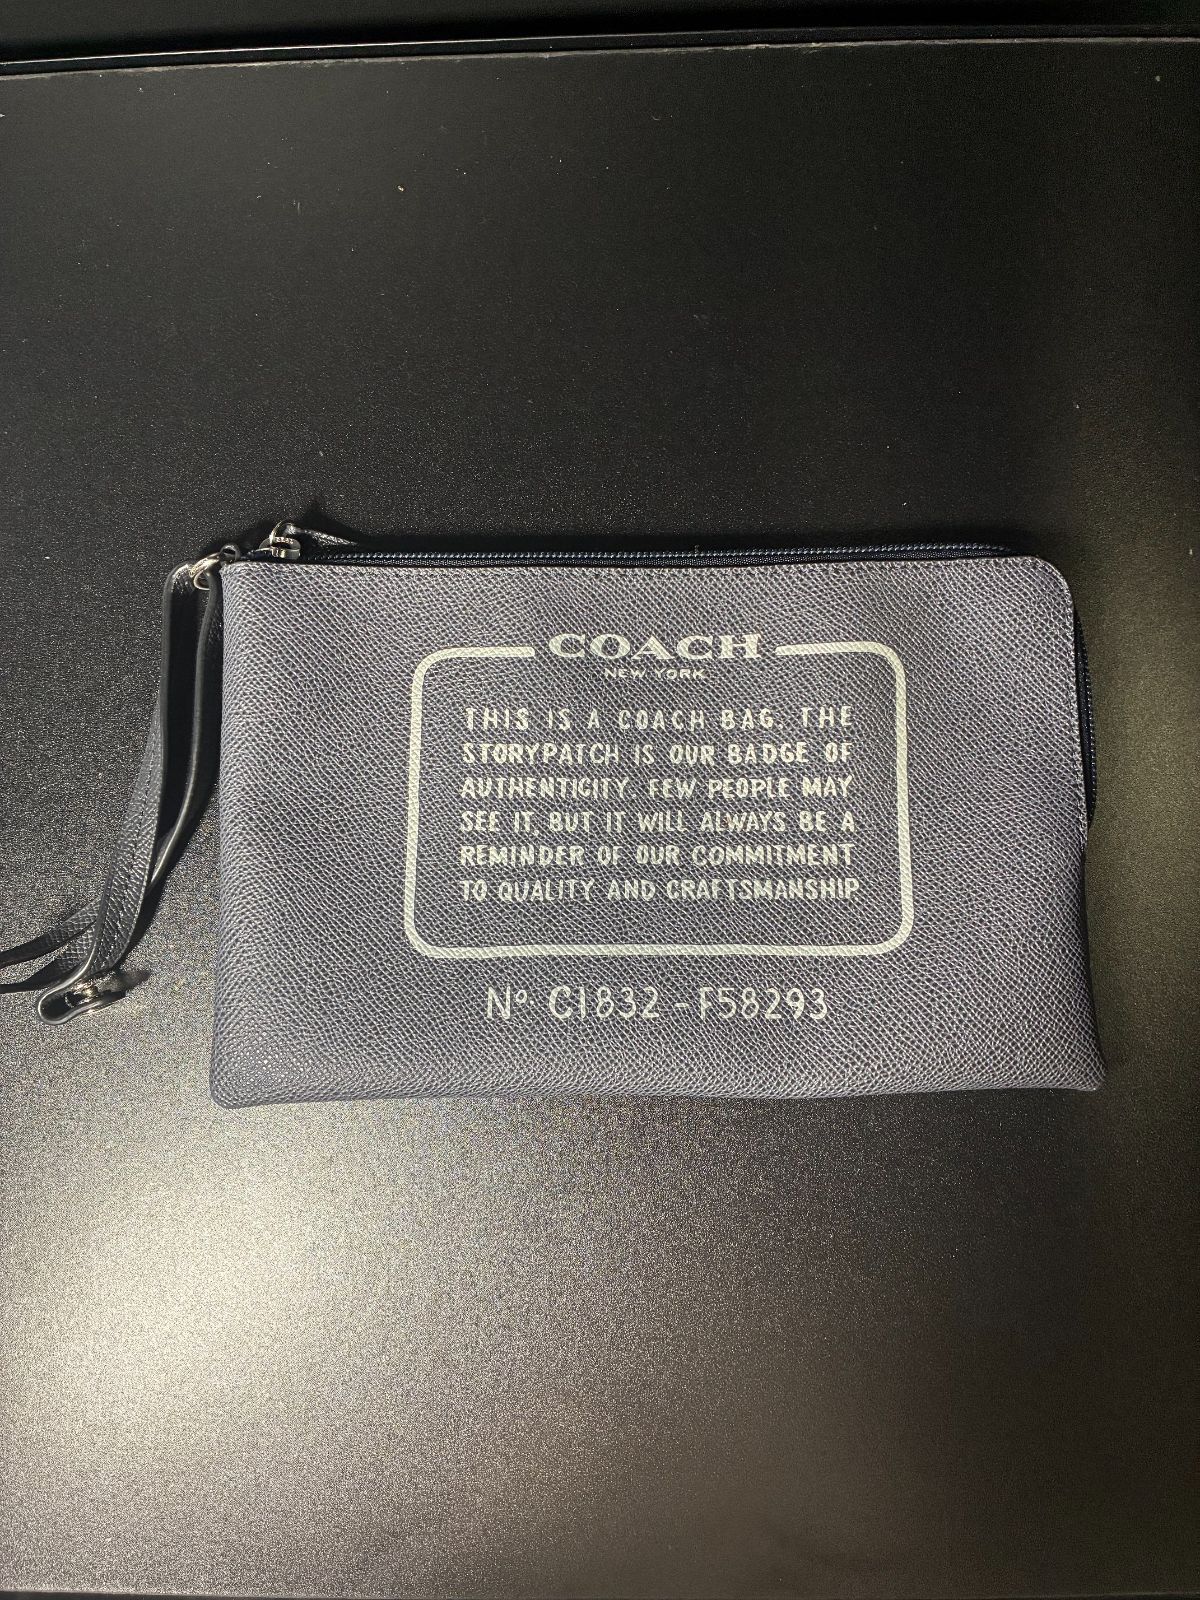 COACH
NEW YORK
THIS IS A COACH BAG. THE
STORYPATCH IS OUR BADGE OF
AUTHENTICITY. FEW PEOPLE MAY
SEE IT, BUT IT WILL ALWAYS BE A
REMINDER OF OUR COMMITMENT
TO QUALITY AND CRAFTSMANSHIP
Nº. C1832-F58293